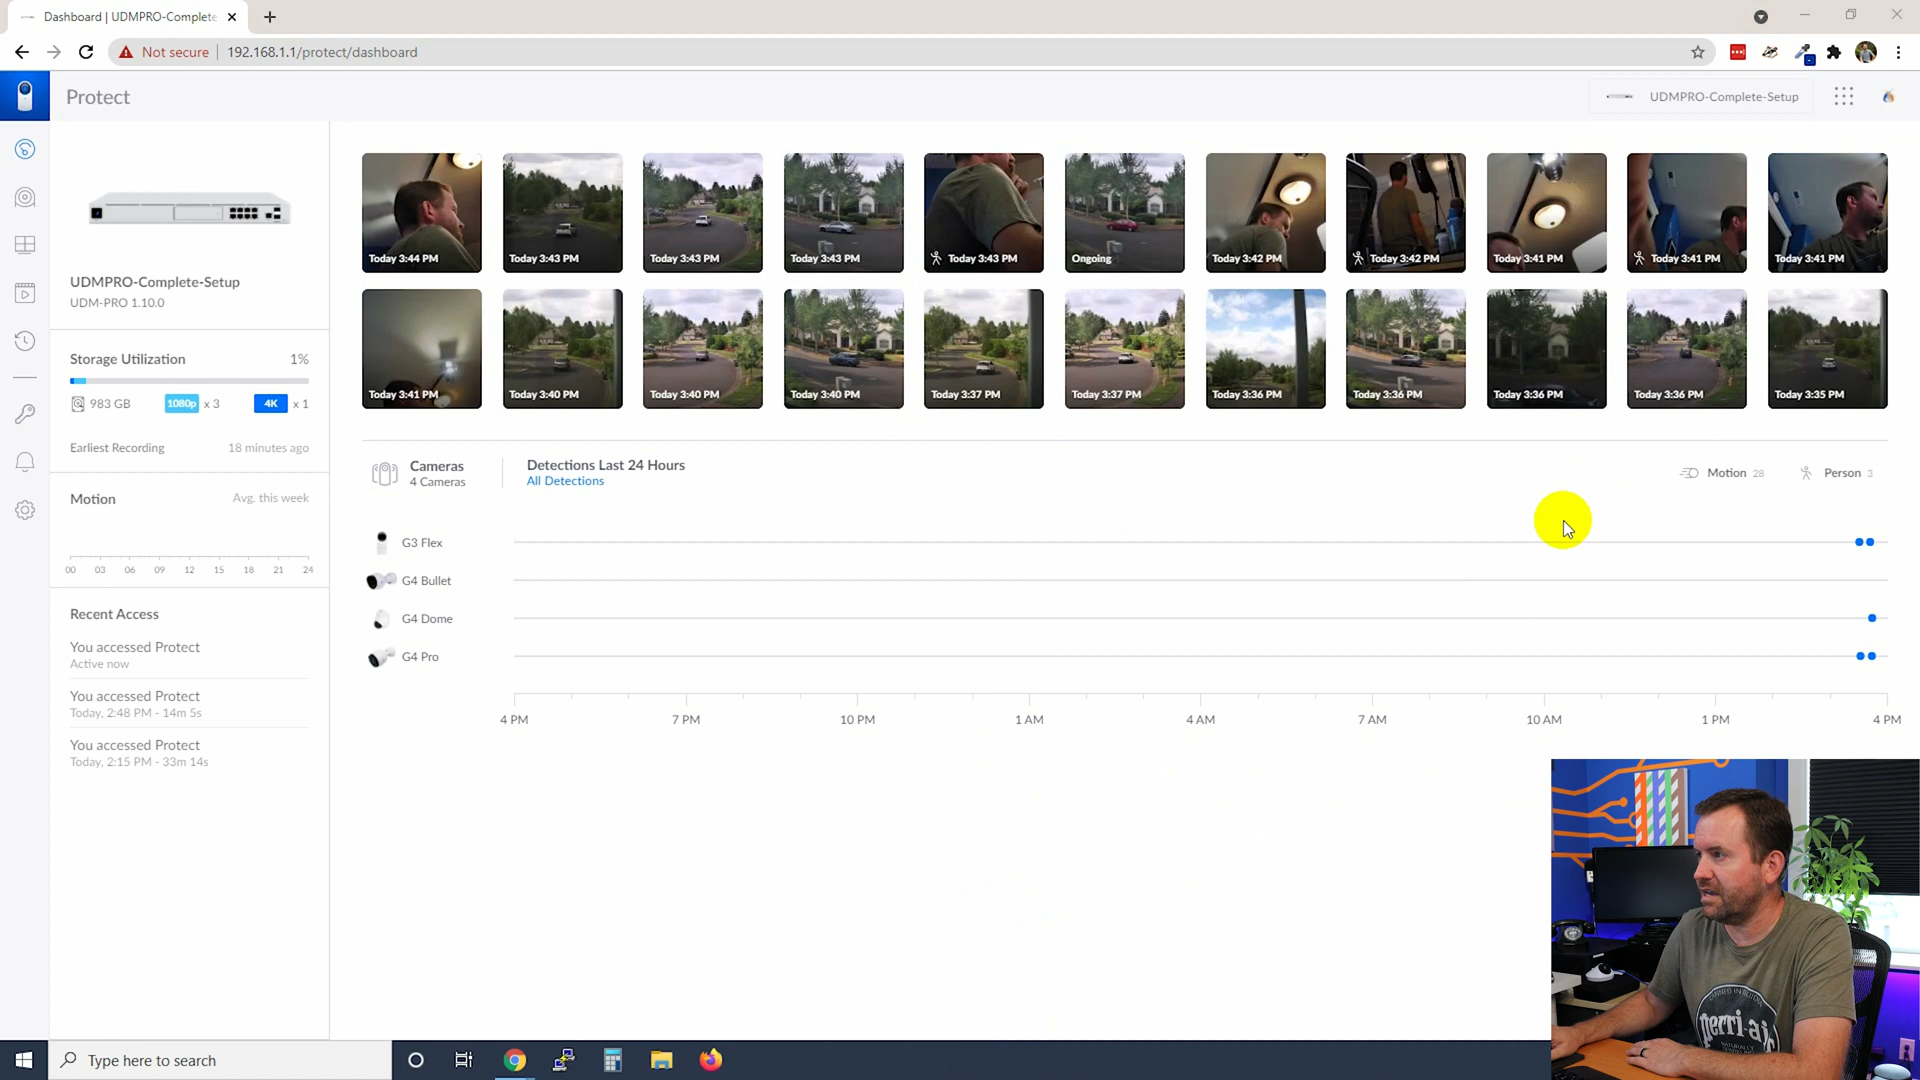 Dashboard | UDMPRO-Complete
Not secure
192.168.1.1/protect/dashboard
Protect
UDMPRO-Complete-Setup
UDMPRO-Complete-Setup
UDM-PRO 1.10.0
Storage Utilization 1%
983 GB 1080p x 3 4K x 1
Earliest Recording 18 minutes ago
Motion Avg. this week
00 03 06 09 12 15 18 21 24
Recent Access
You accessed Protect
Active now
You accessed Protect
Today, 2:48 PM - 14m 5s
You accessed Protect
Today, 2:15 PM - 33m 14s
Today 3:44 PM Today 3:43 PM Today 3:43 PM Today 3:43 PM Today 3:43 PM Ongoing Today 3:42 PM Today 3:42 PM Today 3:41 PM Today 3:41 PM Today 3:41 PM
Today 3:41 PM Today 3:40 PM Today 3:40 PM Today 3:40 PM Today 3:37 PM Today 3:37 PM Today 3:36 PM Today 3:36 PM Today 3:36 PM Today 3:36 PM Today 3:35 PM
Cameras
4 Cameras
Detections Last 24 Hours
All Detections
Motion 28 Person 3
G3 Flex
G4 Bullet
G4 Dome
G4 Pro
4 PM 7 PM 10 PM 1 AM 4 AM 7 AM 10 AM 1 PM 4 PM
Type here to search